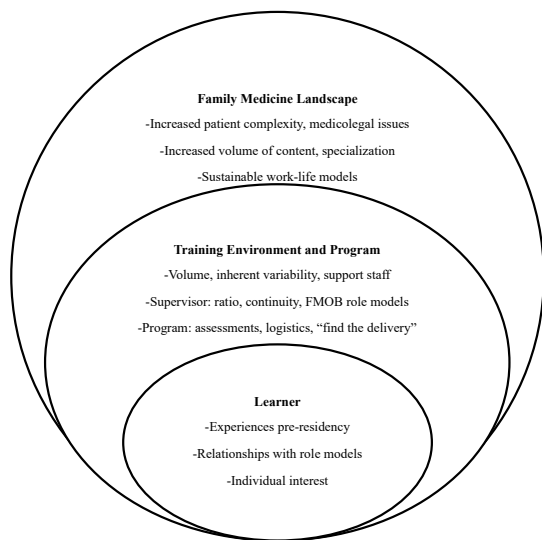 Family Medicine Landscape
-Increased patient complexity, medicolegal issues
-Increased volume of content, specialization
-Sustainable work-life models
Training Environment and Program
-Volume, inherent variability, support staff
-Supervisor: ratio, continuity, FMOB role models
-Program: assessments, logistics, “find the delivery”
Learner
-Experiences pre-residency
-Relationships with role models
-Individual interest